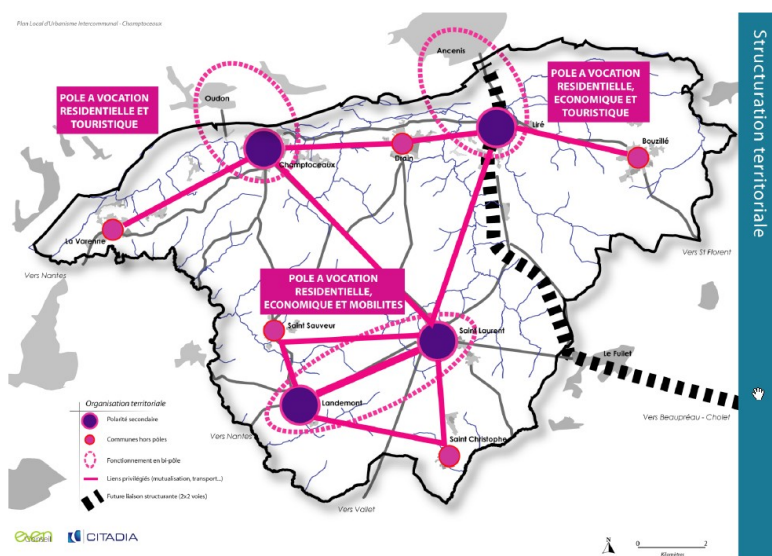 Plan Local d'Urbanisme Intercommunal - Champtoceaux
Structuration territoriale
Ancenis
POLE A VOCATION
RESIDENTIELLE,
ECONOMIQUE ET
TOURISTIQUE
POLE A VOCATION
RESIDENTIELLE ET
TOURISTIQUE
Oudon
Liré
Bouzillé
Drain
Champtoceaux
La Varenne
Vers Nantes
Vers St Florent
POLE A VOCATION
RESIDENTIELLE,
ECONOMIQUE ET MOBILITES
Saint Sauveur
Saint Laurent
Le Fuilet
Landemont
Vers Beaupréau - Cholet
Vers Nantes
Saint Christophe
Vers Vallet
Organisation territoriale
Polarité secondaire
Communes hors pôles
Fonctionnement en bi-pôle
Liens privilégiés (mutualisation, transport...)
Future liaison structurante (2x2 voies)
even
Conseil
CITADIA
N
0 2
Kilomètres